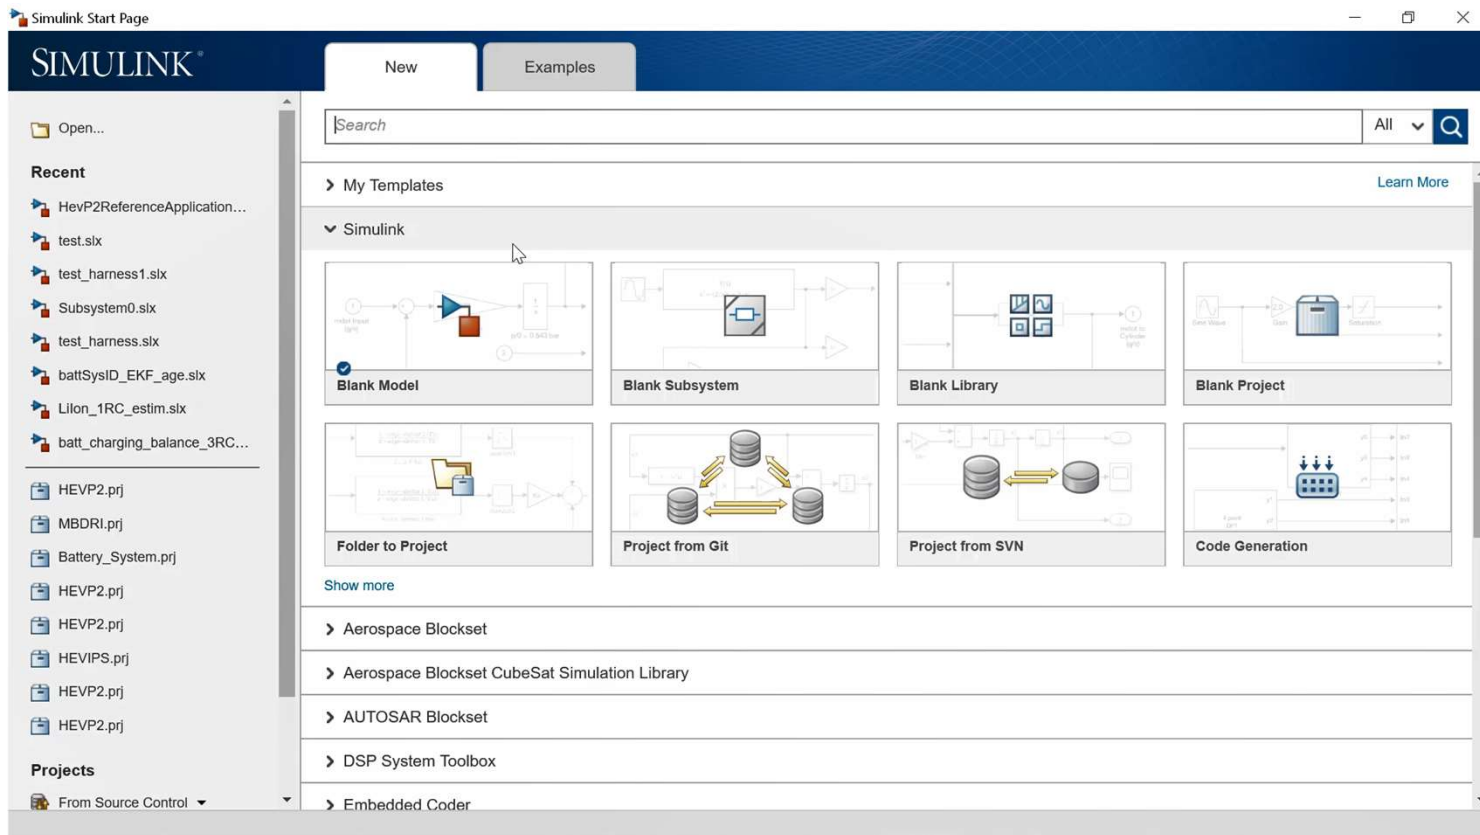 Simulink Start Page
SIMULINK®
New
Examples
Open...
Recent
HevP2ReferenceApplication...
test.slx
test_harness1.slx
Subsystem0.slx
test_harness.slx
battSysID_EKF_age.slx
LiIon_1RC_estim.slx
batt_charging_balance_3RC...
HEVP2.prj
MBDRI.prj
Battery_System.prj
HEVP2.prj
HEVP2.prj
HEVIPS.prj
HEVP2.prj
HEVP2.prj
Projects
From Source Control
Search
All
My Templates
Learn More
Simulink
Blank Model
Blank Subsystem
Blank Library
Blank Project
Folder to Project
Project from Git
Project from SVN
Code Generation
Show more
Aerospace Blockset
Aerospace Blockset CubeSat Simulation Library
AUTOSAR Blockset
DSP System Toolbox
Embedded Coder